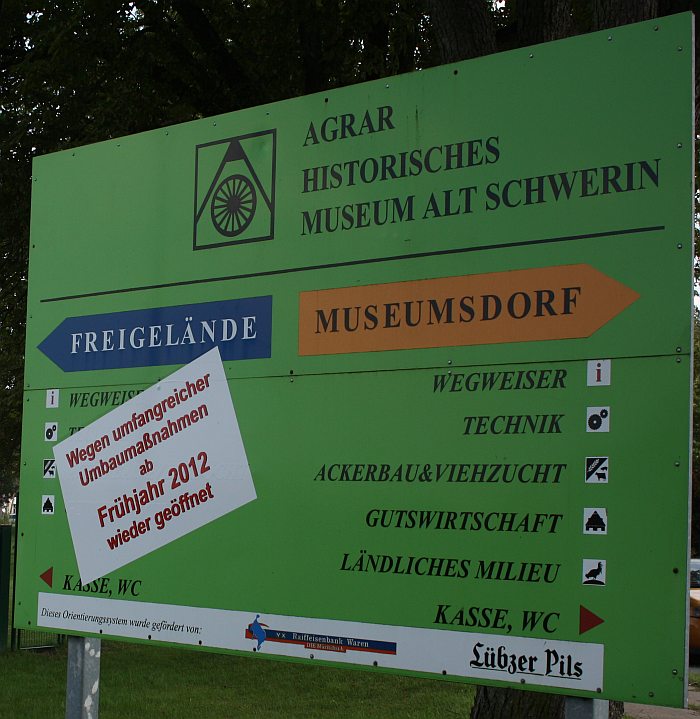 AGRAR
HISTORISCHES
MUSEUM ALT SCHWERIN
FREIGELÄNDE
MUSEUMSDORF
i WEGWEISE
Wegen umfangreicher
Umbaumaßnahmen
ab
Frühjahr 2012
wieder geöffnet
KASSE, WC
WEGWEISER i
TECHNIK
ACKERBAU&VIEHZUCHT
GUTSWIRTSCHAFT
LÄNDLICHES MILIEU
KASSE, WC
Dieses Orientierungssystem wurde gefördert von:
Raiffeisenbank Waren
Lübzer Pils